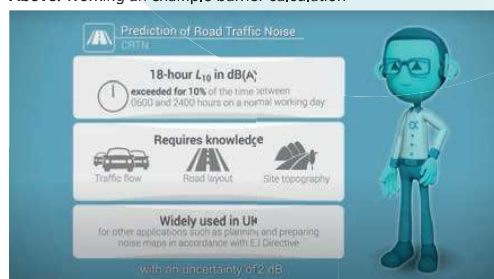 Above: Working an example barrier calculation
Prediction of Road Traffic Noise
CRTN
18-hour L10 in dB(A)
exceeded for 10% of the time between
0600 and 2400 hours on a normal working day
Requires knowledge
Traffic flow
Road layout
Site topography
Widely used in UK
for other applications such as planning and preparing
noise maps in accordance with EU Directive
with an uncertainty of 2 dB